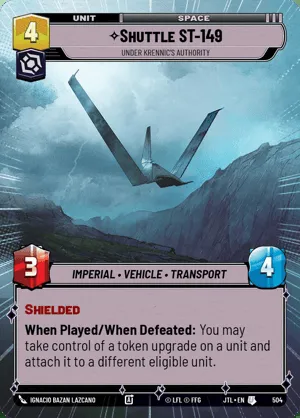 UNIT SPACE
4
✧SHUTTLE ST-149
UNDER KRENNIC'S AUTHORITY
3
IMPERIAL • VEHICLE • TRANSPORT
4
SHIELDED
When Played/When Defeated: You may
take control of a token upgrade on a unit and
attach it to a different eligible unit.
IGNACIO BAZAN LAZCANO © LFL © FFG JTL • EN 504